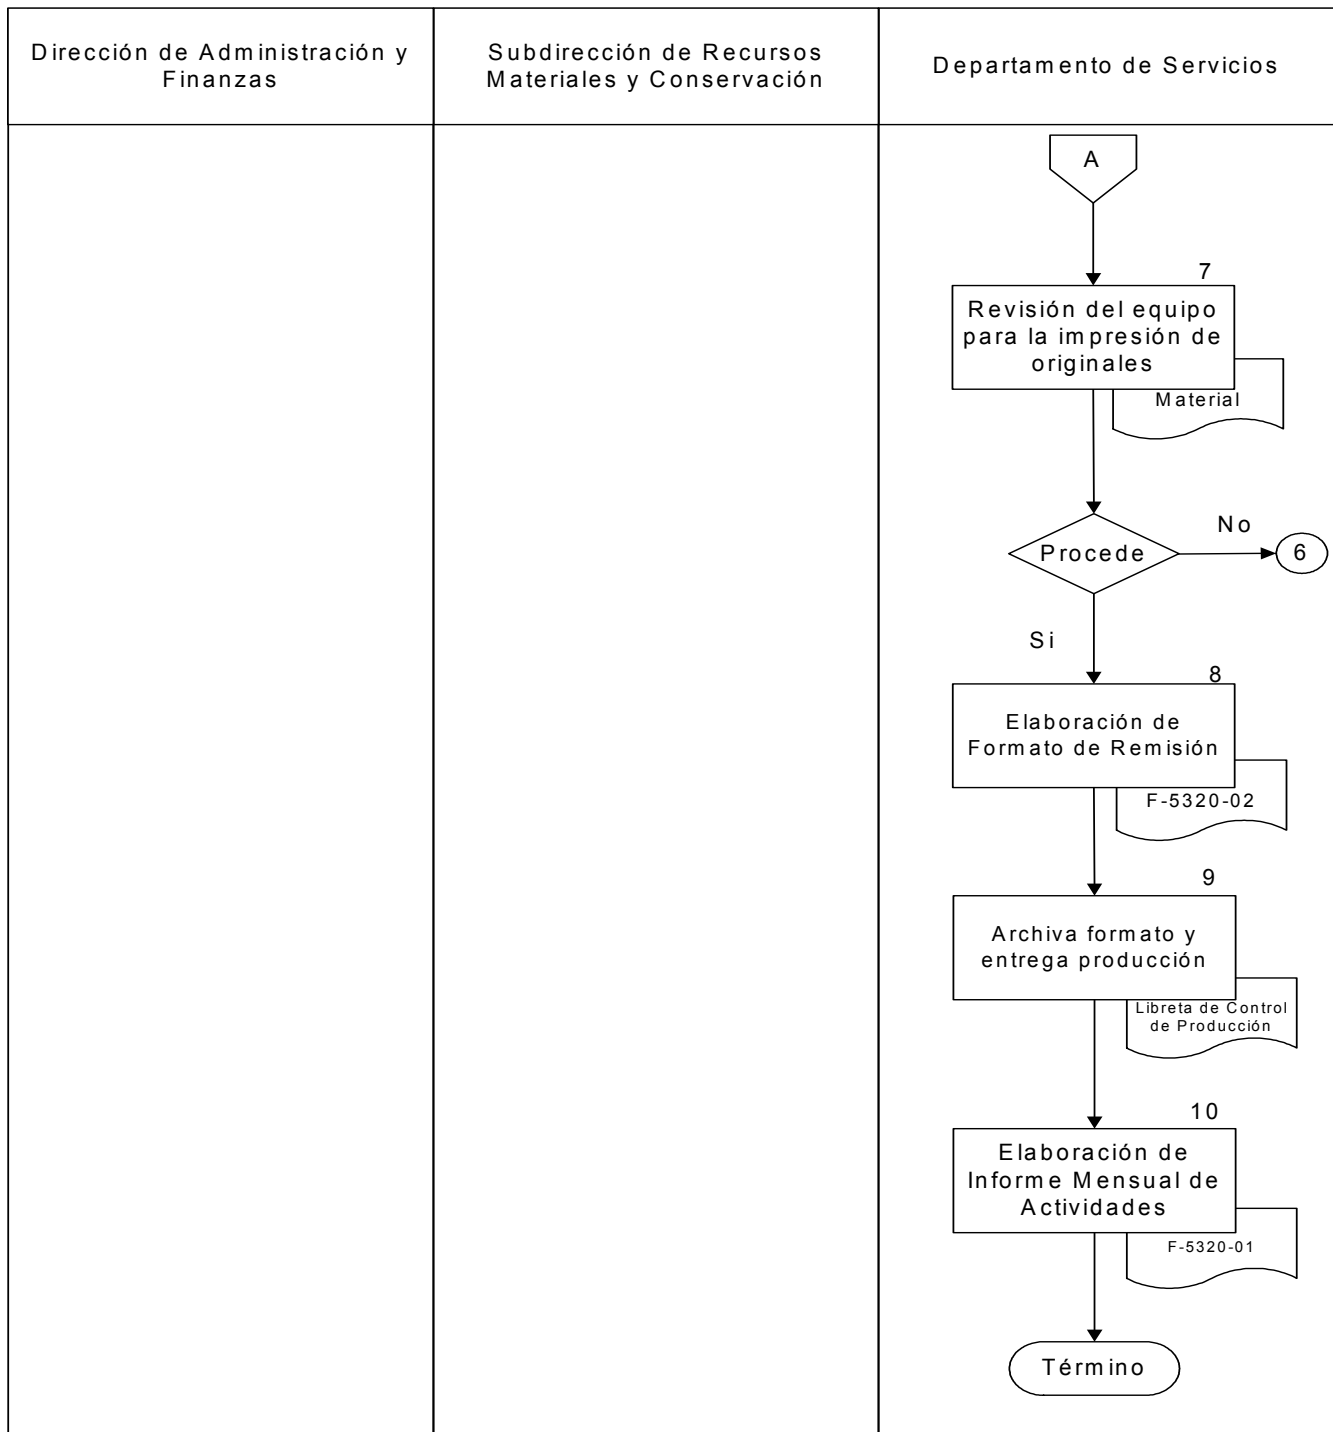 Dirección de Administración y
Finanzas
Subdirección de Recursos
Materiales y Conservación
Departamento de Servicios
A
7
Revisión del equipo
para la impresión de
originales
Material
Procede
No
6
Si
8
Elaboración de
Formato de Remisión
F-5320-02
9
Archiva formato y
entrega producción
Libreta de Control
de Producción
10
Elaboración de
Informe Mensual de
Actividades
F-5320-01
Término